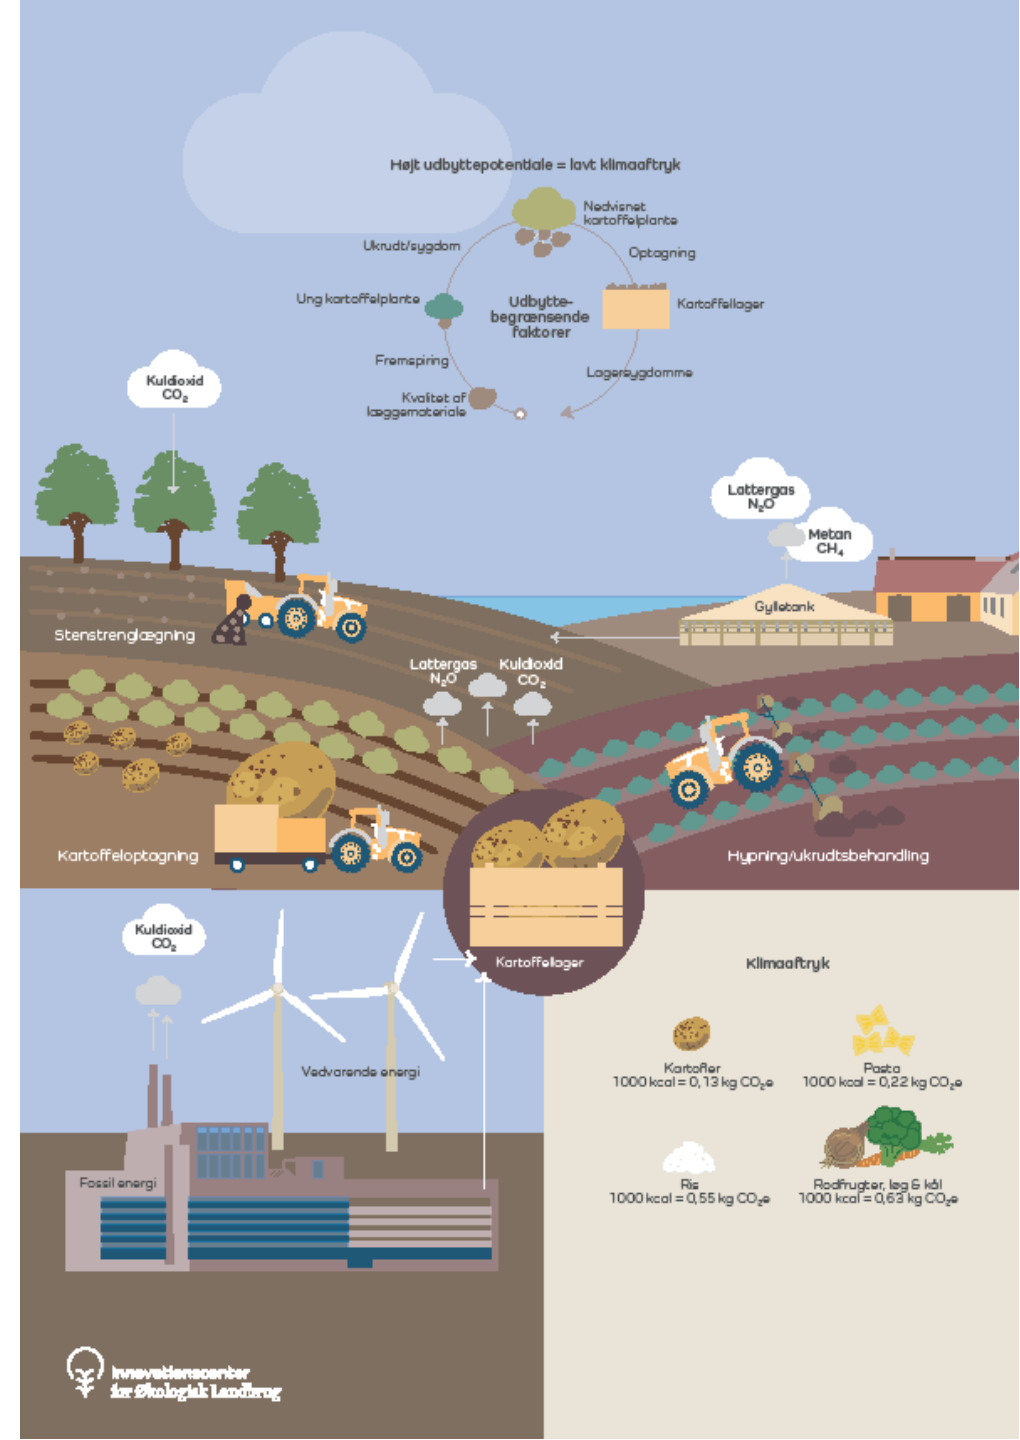 Højt udbyttepotentiale = lavt klimaaftryk
Nedvisnet
kartoffelplante
Ukrudt/sygdom
Optagning
Ung kartoffelplante
Udbytte-
begrænsende
faktorer
Kartoffellager
Fremspiring
Lagersygdomme
Kvalitet af
læggemateriale
Kuldioxid
CO₂
Lattergas
N₂O
Metan
CH₄
Gylletank
Stenstrenglægning
Lattergas
N₂O
Kuldioxid
CO₂
Kartoffeloptagning
Hypning/ukrudtsbehandling
Kuldioxid
CO₂
Kartoffellager
Vedvarende energi
Fossil energi
Klimaaftryk
Kartofler
1000 kcal = 0,13 kg CO₂e
Pasta
1000 kcal = 0,22 kg CO₂e
Ris
1000 kcal = 0,55 kg CO₂e
Rodfrugter, løg & kål
1000 kcal = 0,63 kg CO₂e
Innovationscenter
for Økologisk Landbrug